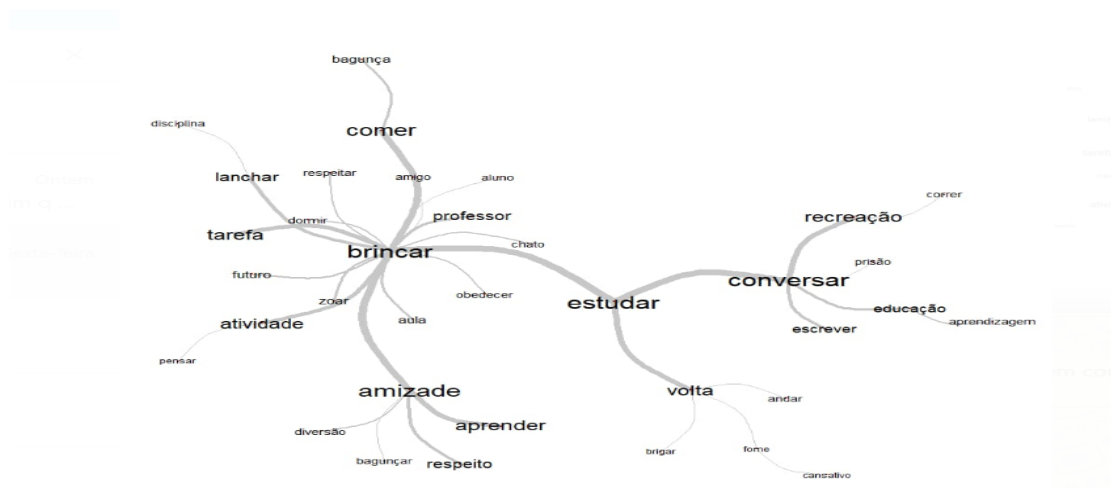 bagunça
disciplina
comer
lanchar
respeitar
amigo
aluno
correr
dormir
professor
recreação
tarefa
brincar
chato
prisão
futuro
conversar
zoar
obedecer
estudar
educação
atividade
aula
escrever
aprendizagem
pensar
amizade
volta
andar
diversão
aprender
bagunçar
respeito
brigar
fome
cansativo